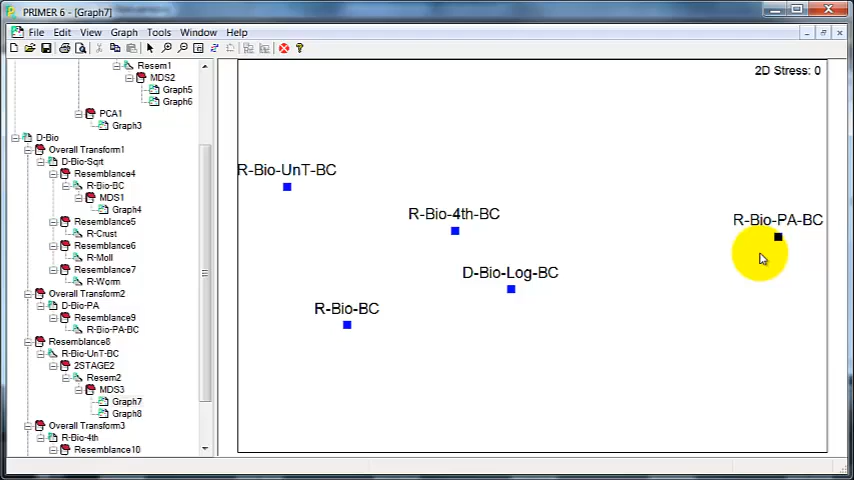 PRIMER 6 - [Graph7]
File Edit View Graph Tools Window Help
Resem1
MDS2
Graph5
Graph6
PCA1
Graph3
D-Bio
Overall Transform1
D-Bio-Sqrt
Resemblance4
R-Bio-BC
MDS1
Graph4
Resemblance5
R-Crust
Resemblance6
R-Moll
Resemblance7
R-Worm
Overall Transform2
D-Bio-PA
Resemblance9
R-Bio-PA-BC
Resemblance8
R-Bio-UnT-BC
2STAGE2
Resem2
MDS3
Graph7
Graph8
Overall Transform3
R-Bio-4th
Resemblance10
2D Stress: 0
R-Bio-UnT-BC
R-Bio-4th-BC
R-Bio-PA-BC
D-Bio-Log-BC
R-Bio-BC